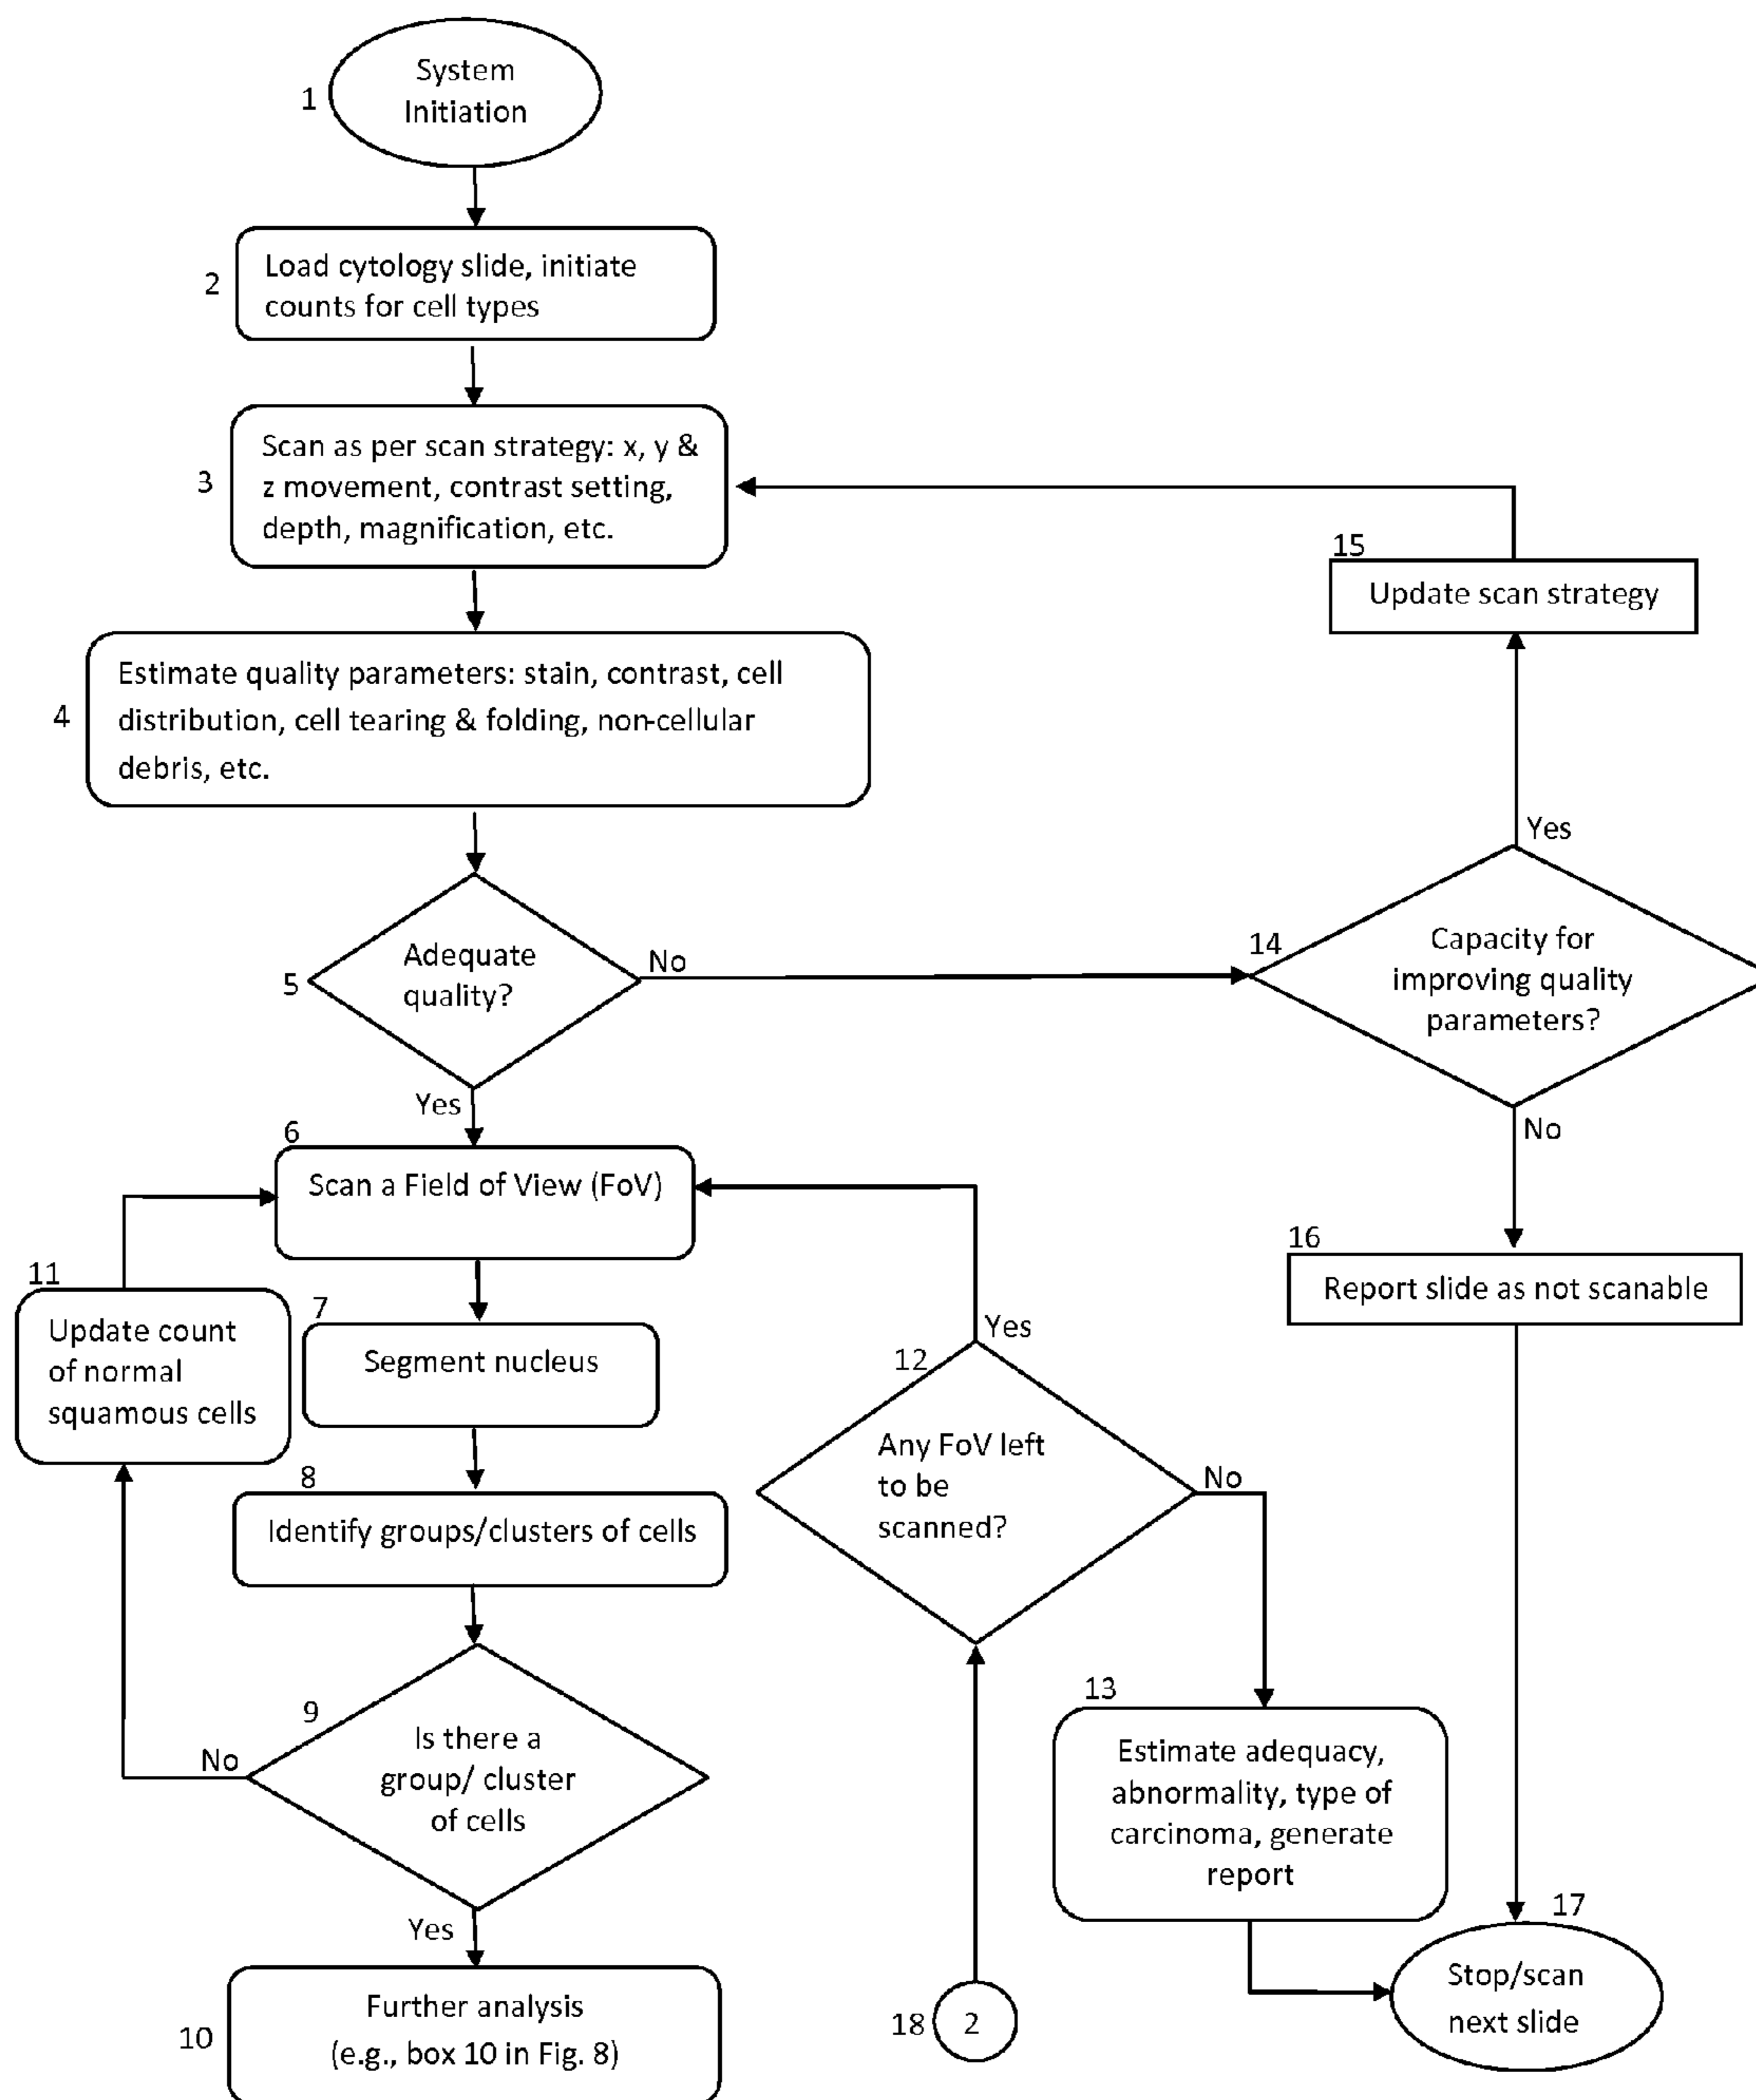 1
System
Initiation
2
Load cytology slide, initiate
counts for cell types
3
Scan as per scan strategy: x, y &
z movement, contrast setting,
depth, magnification, etc.
15
Update scan strategy
4
Estimate quality parameters: stain, contrast, cell
distribution, cell tearing & folding, non-cellular
debris, etc.
Yes
5
Adequate
quality?
No
14
Capacity for
improving quality
parameters?
Yes
No
6
Scan a Field of View (FoV)
16
Report slide as not scanable
11
Update count
of normal
squamous cells
7
Segment nucleus
Yes
12
Any FoV left
to be
scanned?
No
8
Identify groups/clusters of cells
9
Is there a
group/ cluster
of cells
No
Yes
13
Estimate adequacy,
abnormality, type of
carcinoma, generate
report
17
Stop/scan
next slide
10
Further analysis
(e.g., box 10 in Fig. 8)
18
2